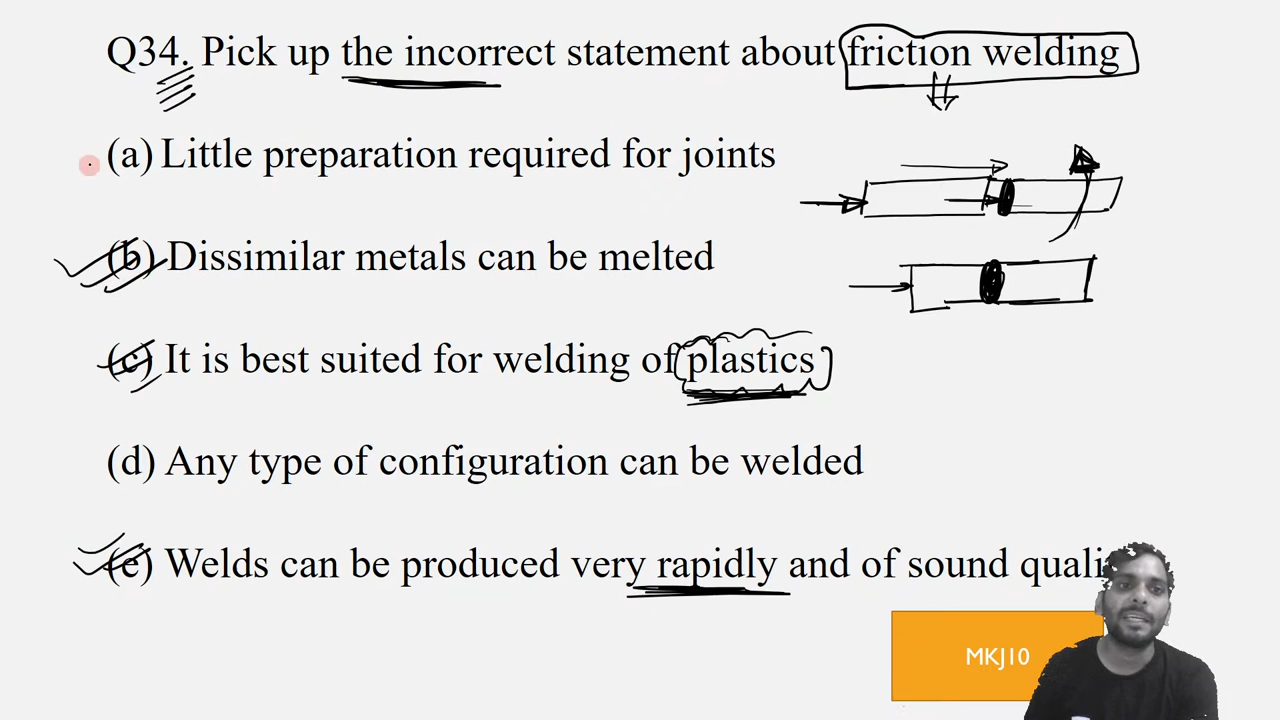 Q34. Pick up the incorrect statement about friction welding
(a) Little preparation required for joints
(b) Dissimilar metals can be melted
(c) It is best suited for welding of plastics
(d) Any type of configuration can be welded
(e) Welds can be produced very rapidly and of sound quali
MKJ10